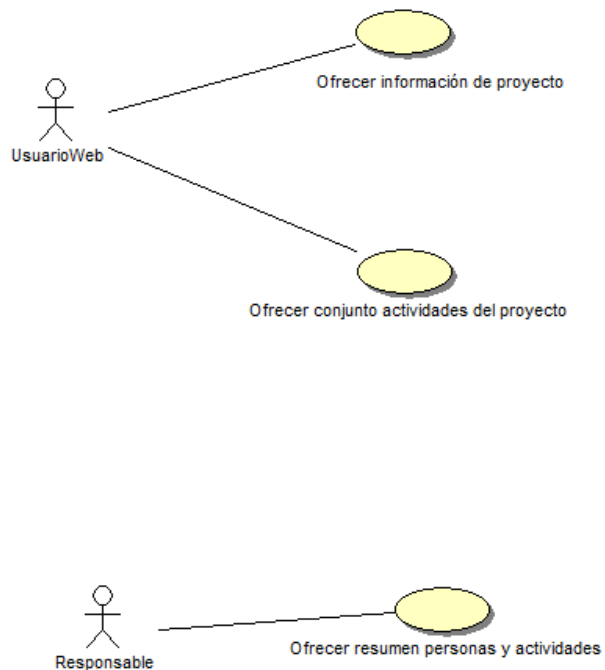 Ofrecer información de proyecto
UsuarioWeb
Ofrecer conjunto actividades del proyecto
Ofrecer resumen personas y actividades
Responsable